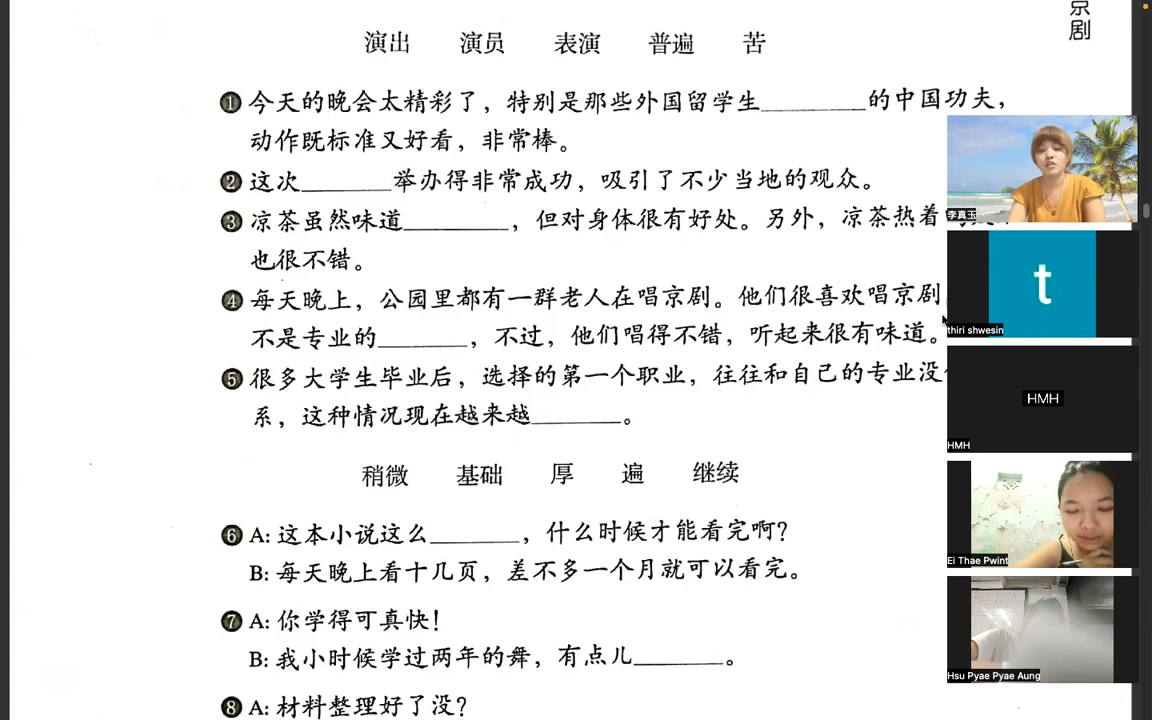 京
剧
演出 演员 表演 普遍 苦
❶ 今天的晚会太精彩了，特别是那些外国留学生________的中国功夫，
动作既标准又好看，非常棒。
❷ 这次________举办得非常成功，吸引了不少当地的观众。
❸ 凉茶虽然味道________，但对身体很有好处。另外，凉茶热着
也很不错。
❹ 每天晚上，公园里都有一群老人在唱京剧。他们很喜欢唱京剧
不是专业的________，不过，他们唱得不错，听起来很有味道。
❺ 很多大学生毕业后，选择的第一个职业，往往和自己的专业没
系，这种情况现在越来越________。
稍微 基础 厚 遍 继续
❻ A: 这本小说这么________，什么时候才能看完啊?
B: 每天晚上看十几页，差不多一个月就可以看完。
❼ A: 你学得可真快!
B: 我小时候学过两年的舞，有点儿________。
❽ A: 材料整理好了没?
李真玉
t
thiri shwesin
HMH
HMH
Ei Thae Pwint
Hsu Pyae Pyae Aung